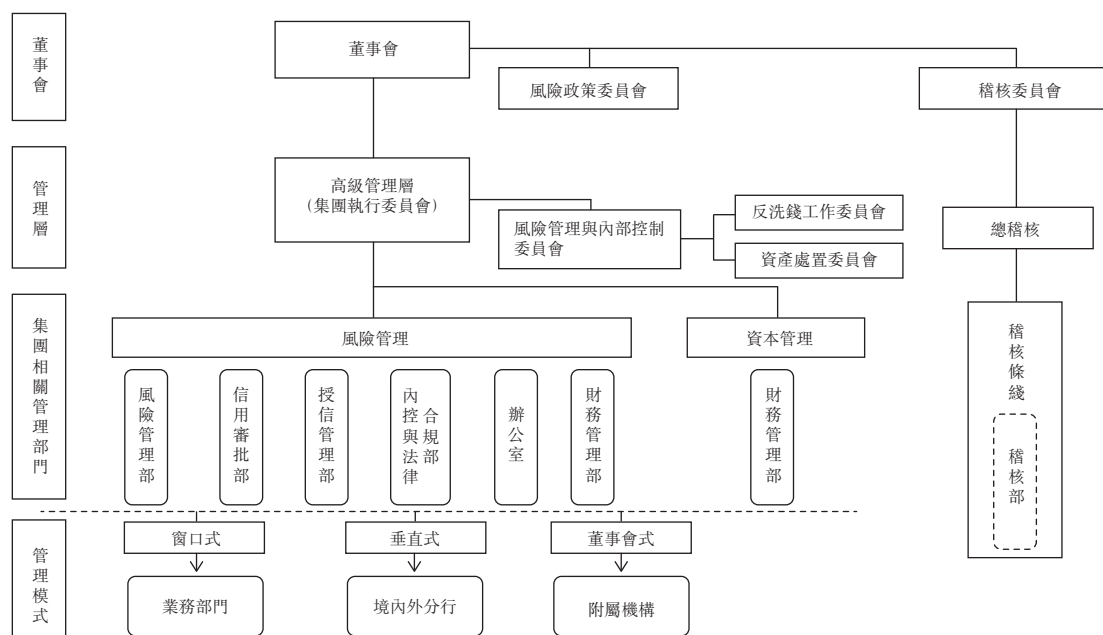 董事會
董事會
風險政策委員會
稽核委員會
管理層
高級管理層
(集團執行委員會)
風險管理與內部控制
委員會
反洗錢工作委員會
資產處置委員會
總稽核
集團相關管理部門
風險管理
資本管理
稽核條綫
風險管理部
信用審批部
授信管理部
內控與法律
合規部
辦公室
財務管理部
財務管理部
稽核部
管理模式
窗口式
垂直式
董事會式
業務部門
境內外分行
附屬機構